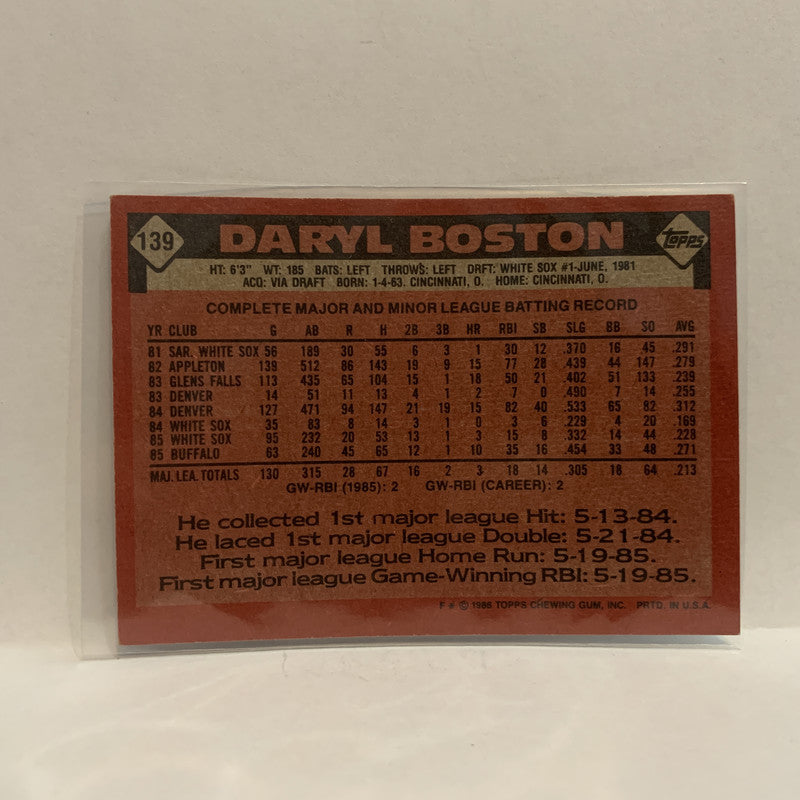 139 DARYL BOSTON topps
HT: 6'3" WT: 185 BATS: LEFT THROWS: LEFT DRFT: WHITE SOX #1-JUNE, 1981
ACQ: VIA DRAFT BORN: 1-4-63, CINCINNATI, O. HOME: CINCINNATI, O.
COMPLETE MAJOR AND MINOR LEAGUE BATTING RECORD
YR CLUB G AB R H 2B 3B HR RBI SB SLG BB SO AVG
81 SAR. WHITE SOX 56 189 30 55 6 3 1 30 12 .370 16 45 .291
82 APPLETON 139 512 86 143 19 9 15 77 28 .439 44 147 .279
83 GLENS FALLS 113 435 65 104 15 1 18 50 21 .402 51 133 .239
83 DENVER 14 51 11 13 4 1 2 7 0 .490 7 14 .255
84 DENVER 127 471 94 147 21 19 15 82 40 .533 65 82 .312
84 WHITE SOX 35 83 8 14 3 1 0 3 6 .229 4 20 .169
85 WHITE SOX 95 232 20 53 13 1 3 15 8 .332 14 44 .228
85 BUFFALO 63 240 45 65 12 1 10 35 16 .454 33 48 .271
MAJ. LEA. TOTALS 130 315 28 67 16 2 3 18 14 .305 18 64 .213
GW-RBI (1985): 2 GW-RBI (CAREER): 2
He collected 1st major league Hit: 5-13-84.
He laced 1st major league Double: 5-21-84.
First major league Home Run: 5-19-85.
First major league Game-Winning RBI: 5-19-85.
F * © 1986 TOPPS CHEWING GUM, INC. PRTD. IN U.S.A.